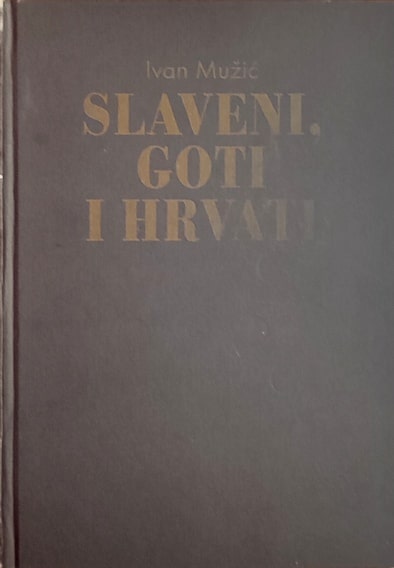 Ivan Mužić
SLAVENI,
GOTI
I HRVATI